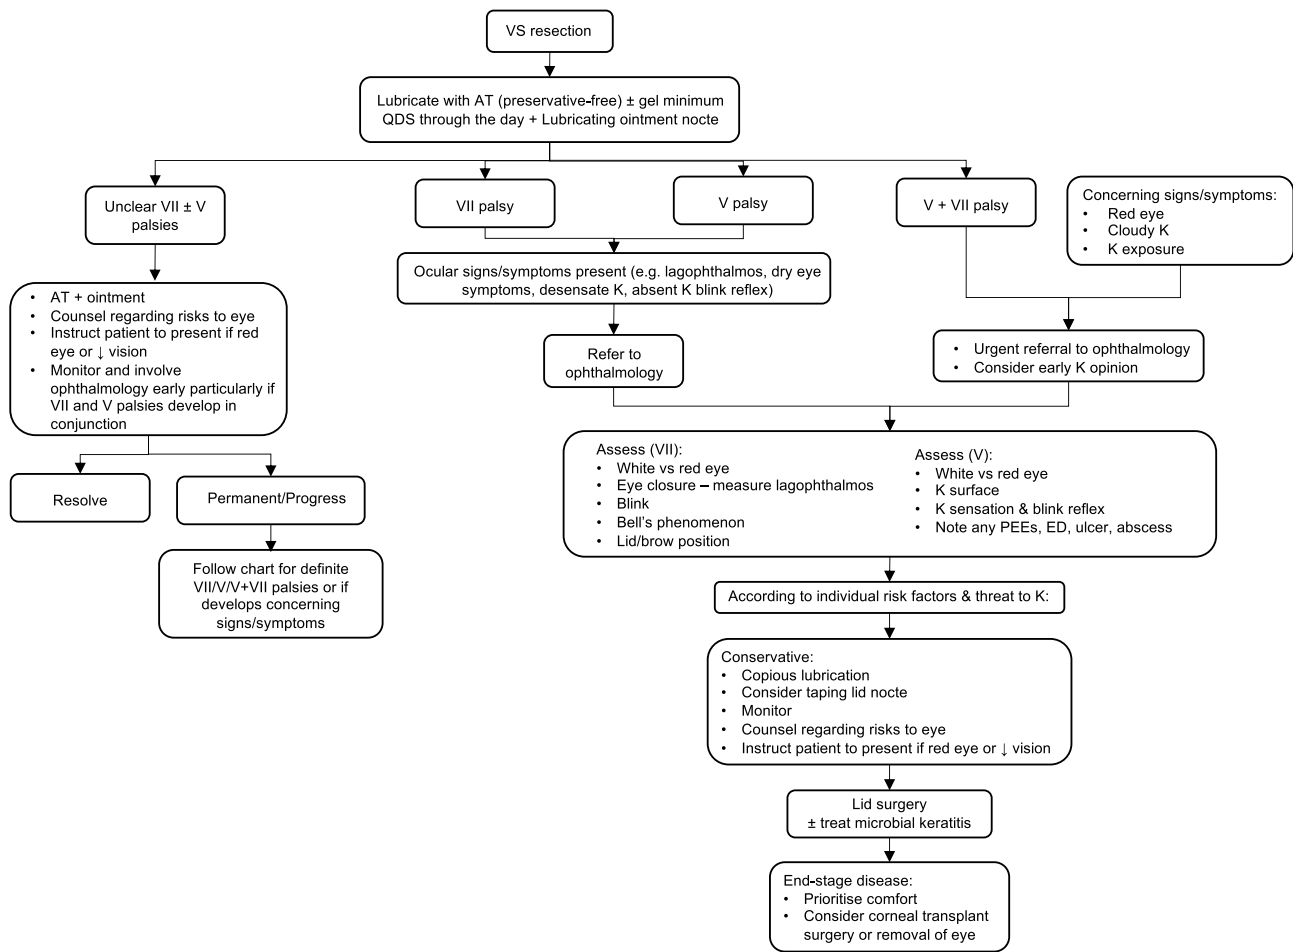 VS resection
Lubricate with AT (preservative-free) ± gel minimum
QDS through the day + Lubricating ointment nocte
Unclear VII ± V
palsies
VII palsy
V palsy
V + VII palsy
Concerning signs/symptoms:
• Red eye
• Cloudy K
• K exposure
• AT + ointment
• Counsel regarding risks to eye
• Instruct patient to present if red
eye or ↓ vision
• Monitor and involve
ophthalmology early particularly if
VII and V palsies develop in
conjunction
Ocular signs/symptoms present (e.g. lagophthalmos, dry eye
symptoms, desensate K, absent K blink reflex)
Refer to
ophthalmology
• Urgent referral to ophthalmology
• Consider early K opinion
Resolve
Permanent/Progress
Follow chart for definite
VII/V/V+VII palsies or if
develops concerning
signs/symptoms
Assess (VII):
• White vs red eye
• Eye closure – measure lagophthalmos
• Blink
• Bell's phenomenon
• Lid/brow position
Assess (V):
• White vs red eye
• K surface
• K sensation & blink reflex
• Note any PEEs, ED, ulcer, abscess
According to individual risk factors & threat to K:
Conservative:
• Copious lubrication
• Consider taping lid nocte
• Monitor
• Counsel regarding risks to eye
• Instruct patient to present if red eye or ↓ vision
Lid surgery
± treat microbial keratitis
End-stage disease:
• Prioritise comfort
• Consider corneal transplant
surgery or removal of eye